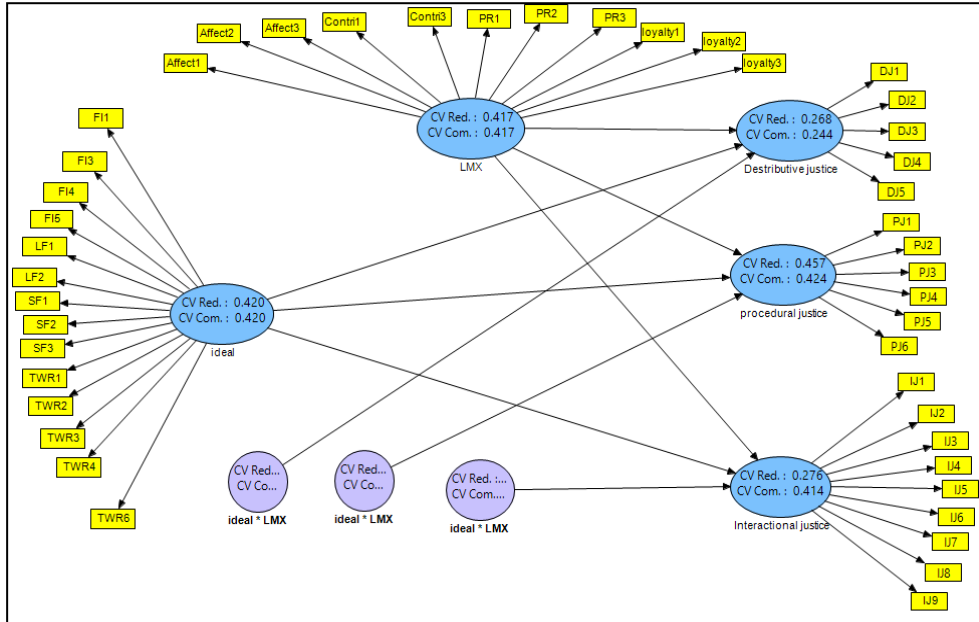 Affect1
Affect2
Affect3
Contri1
Contri3
PR1
PR2
PR3
loyalty1
loyalty2
loyalty3
CV Red. : 0.417
CV Com. : 0.417
LMX
FI1
FI3
FI4
FI5
LF1
LF2
SF1
SF2
SF3
TWR1
TWR2
TWR3
TWR4
TWR6
CV Red. : 0.420
CV Com. : 0.420
ideal
CV Red. : 0.268
CV Com. : 0.244
Destributive justice
DJ1
DJ2
DJ3
DJ4
DJ5
CV Red. : 0.457
CV Com. : 0.424
procedural justice
PJ1
PJ2
PJ3
PJ4
PJ5
PJ6
CV Red. : 0.276
CV Com. : 0.414
Interactional justice
IJ1
IJ2
IJ3
IJ4
IJ5
IJ6
IJ7
IJ8
IJ9
CV Red...
CV Co...
ideal * LMX
CV Red...
CV Co...
ideal * LMX
CV Red. :...
CV Com....
ideal * LMX